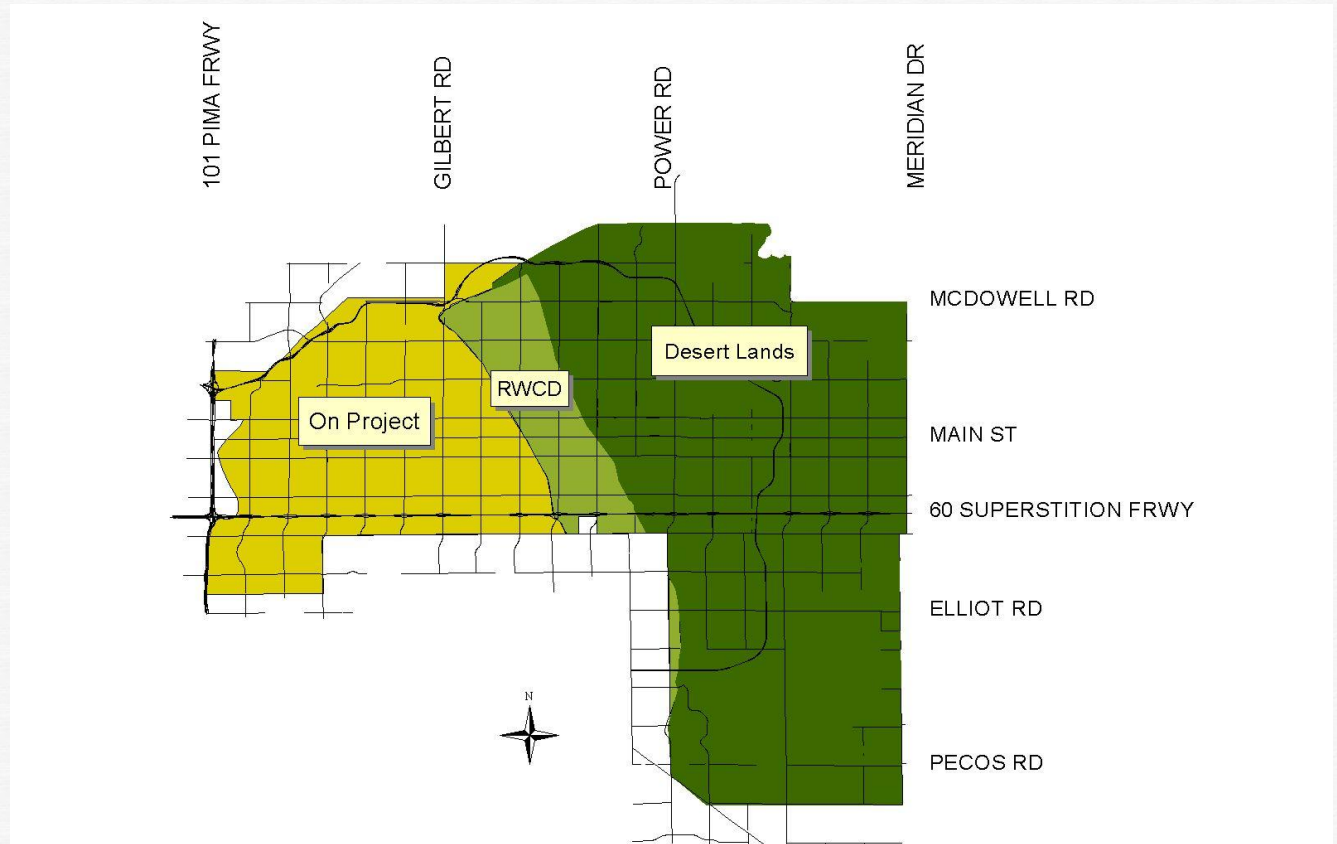 101 PIMA FRWY
GILBERT RD
POWER RD
MERIDIAN DR
MCDOWELL RD
Desert Lands
RWCD
On Project
MAIN ST
60 SUPERSTITION FRWY
ELLIOT RD
N
PECOS RD